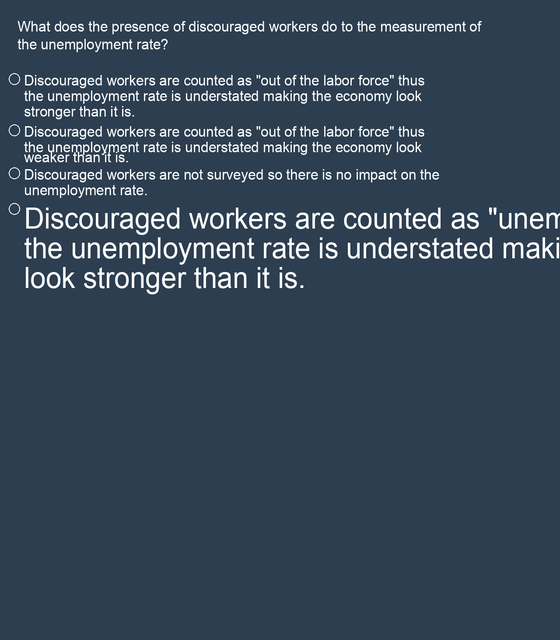 What does the presence of discouraged workers do to the measurement of
the unemployment rate?
Discouraged workers are counted as "out of the labor force" thus
the unemployment rate is understated making the economy look
stronger than it is.
Discouraged workers are counted as "out of the labor force" thus
the unemployment rate is understated making the economy look
weaker than it is.
Discouraged workers are not surveyed so there is no impact on the
unemployment rate.
Discouraged workers are counted as
the unemployment rate is understated
look stronger than it is.